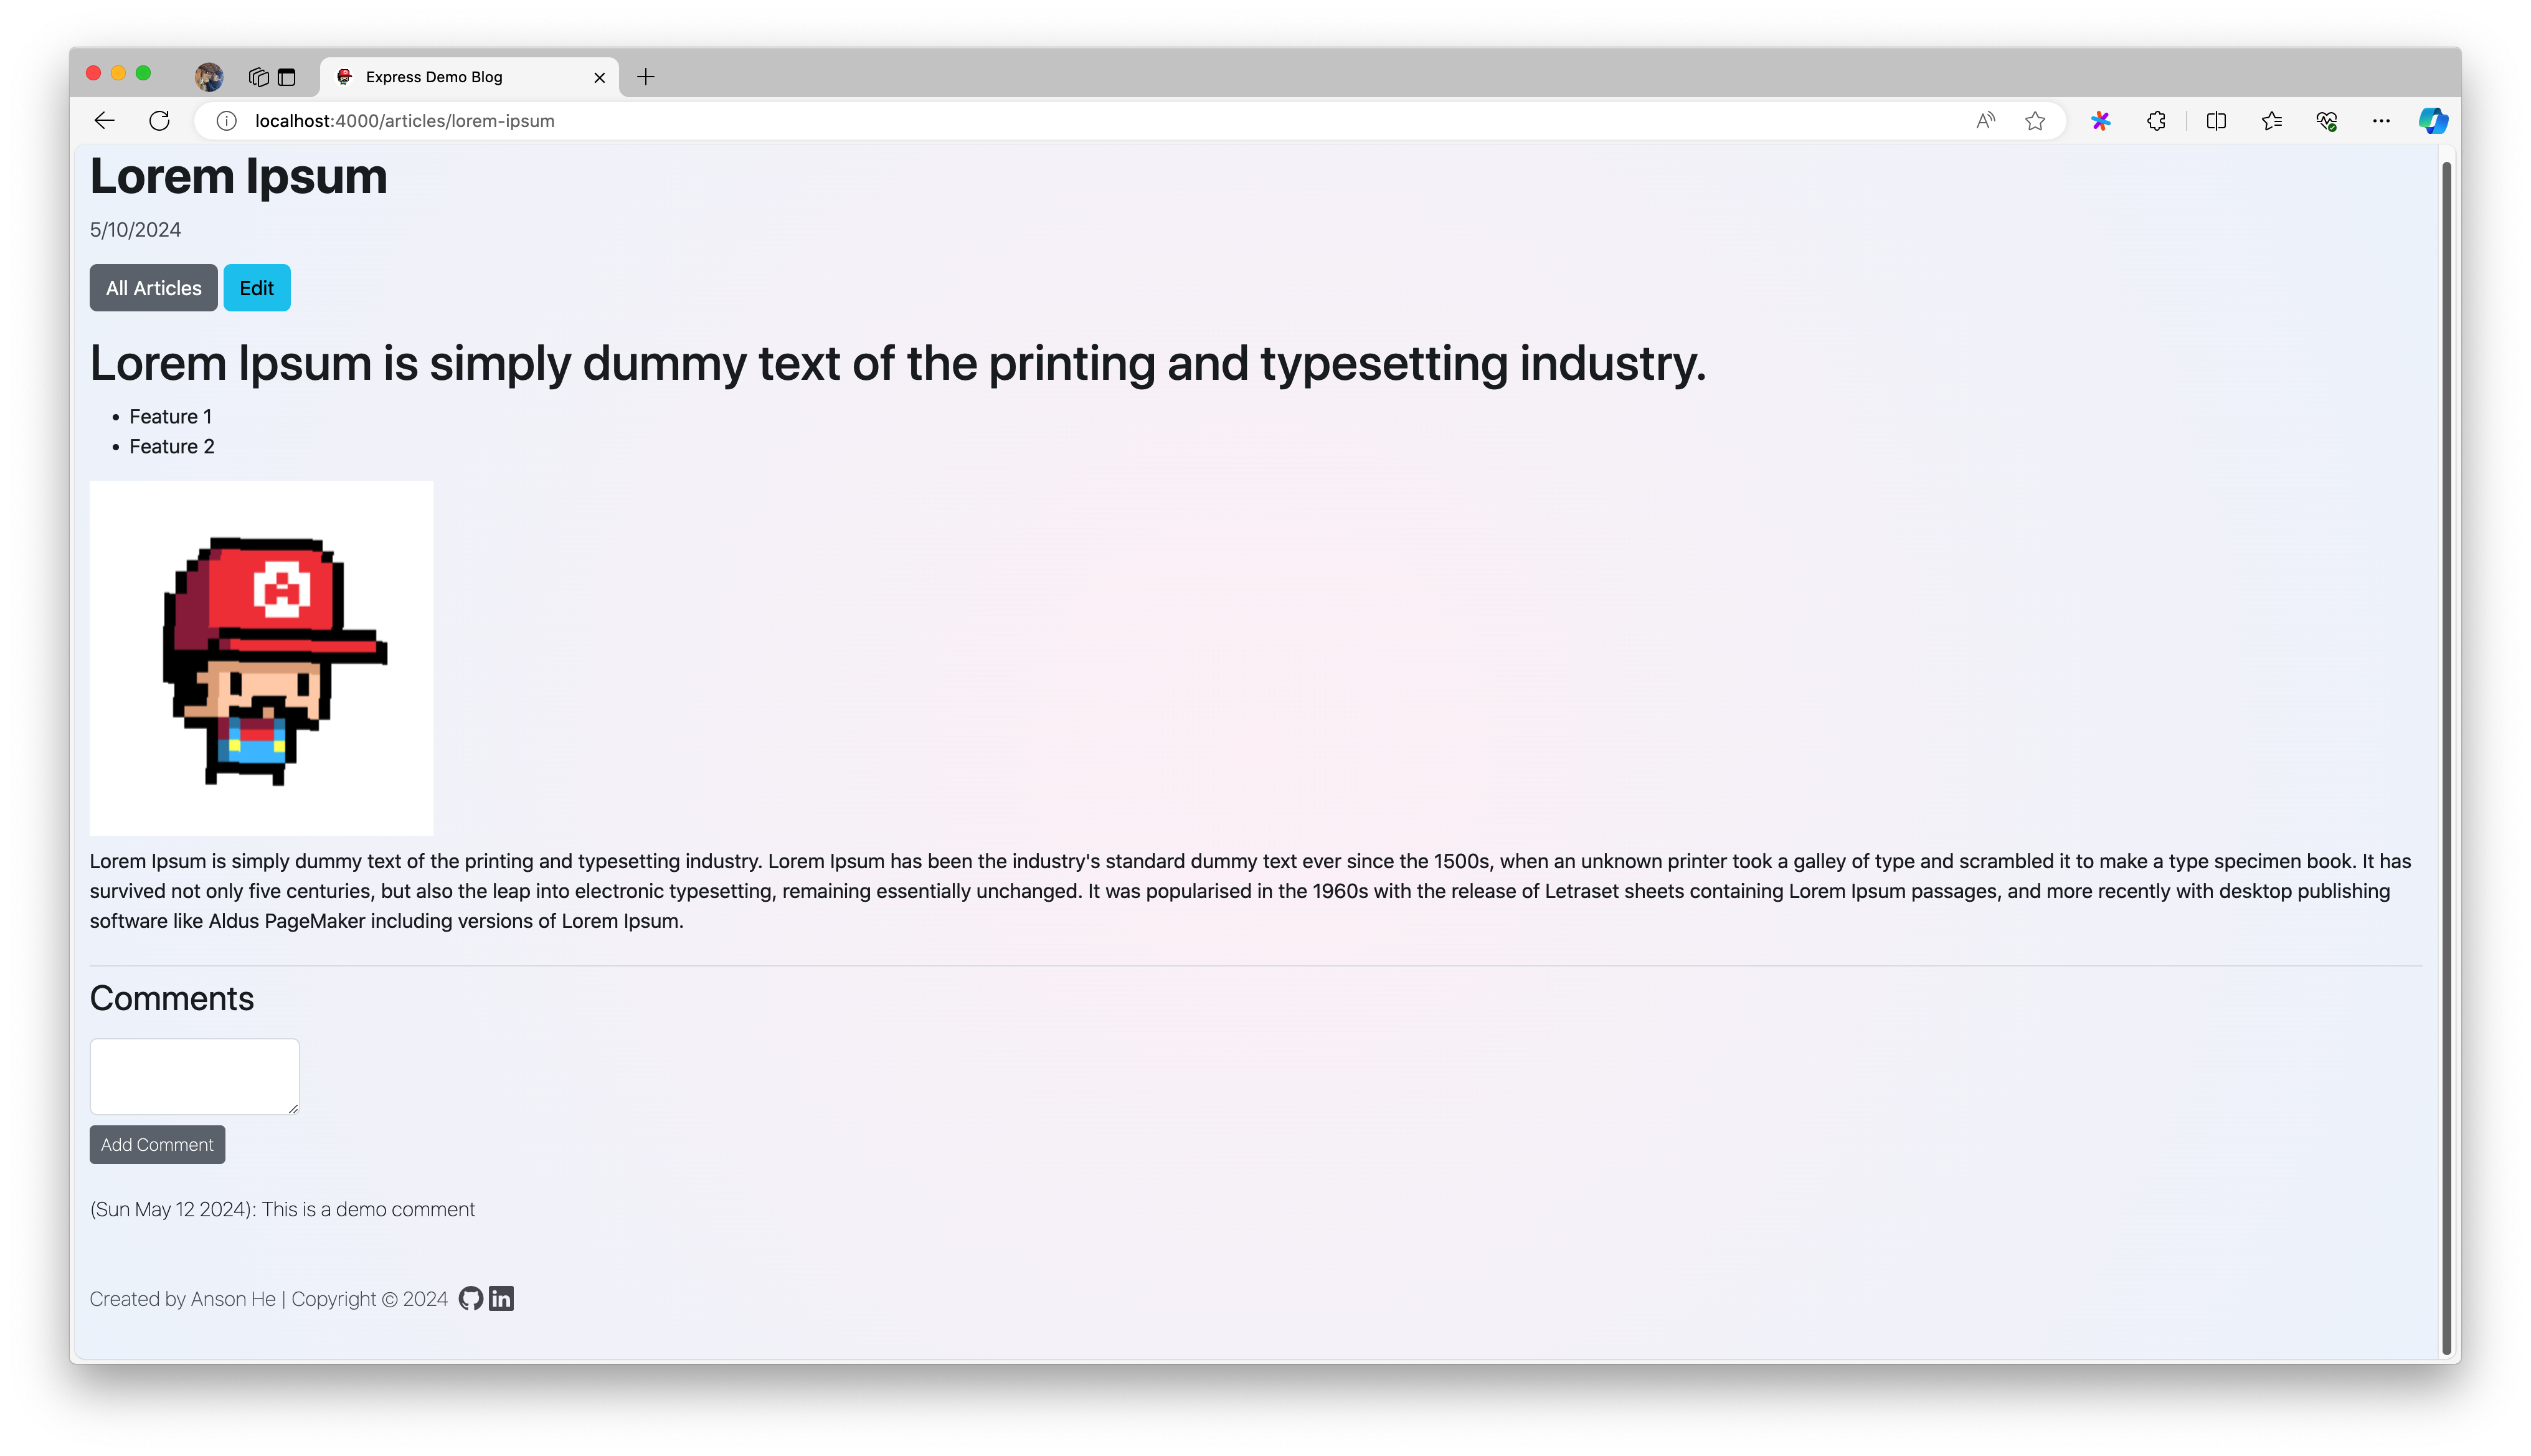 Express Demo Blog
localhost:4000/articles/lorem-ipsum
Lorem Ipsum
5/10/2024
All Articles
Edit
Lorem Ipsum is simply dummy text of the printing and typesetting industry.
• Feature 1
• Feature 2
A
Lorem Ipsum is simply dummy text of the printing and typesetting industry. Lorem Ipsum has been the industry's standard dummy text ever since the 1500s, when an unknown printer took a galley of type and scrambled it to make a type specimen book. It has
survived not only five centuries, but also the leap into electronic typesetting, remaining essentially unchanged. It was popularised in the 1960s with the release of Letraset sheets containing Lorem Ipsum passages, and more recently with desktop publishing
software like Aldus PageMaker including versions of Lorem Ipsum.
Comments
Add Comment
(Sun May 12 2024): This is a demo comment
Created by Anson He | Copyright © 2024 in